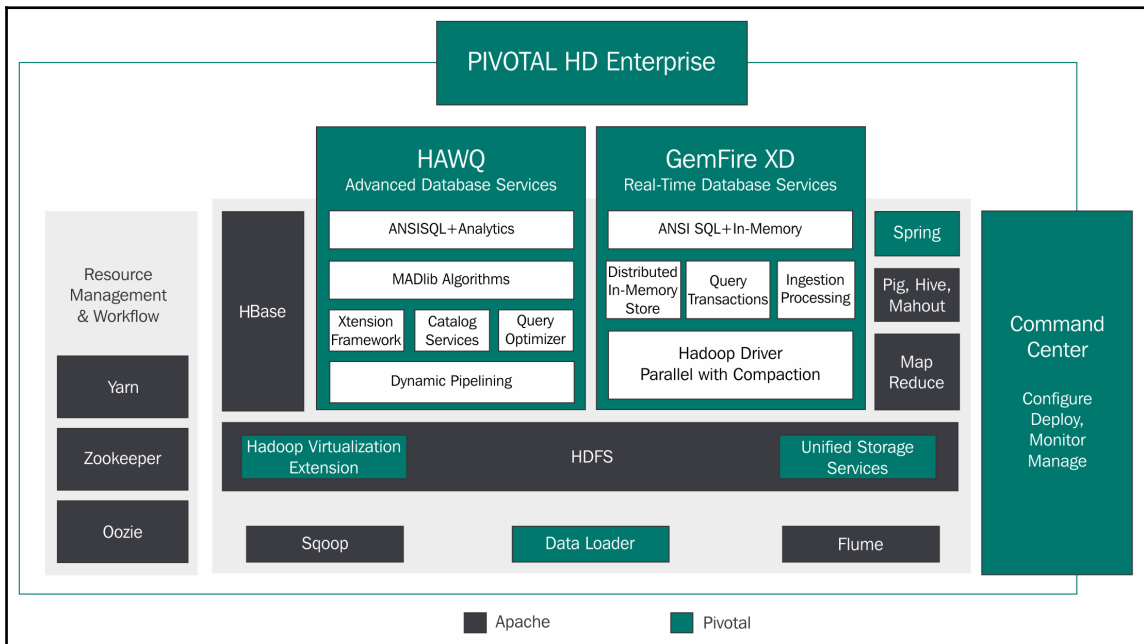 PIVOTAL HD Enterprise
HAWQ
Advanced Database Services
ANSISQL+Analytics
MADlib Algorithms
Xtension
Framework
Catalog
Services
Query
Optimizer
Dynamic Pipelining
GemFire XD
Real-Time Database Services
ANSI SQL+In-Memory
Distributed
In-Memory
Store
Query
Transactions
Ingestion
Processing
Hadoop Driver
Parallel with Compaction
Resource
Management
& Workflow
Yarn
Zookeeper
Oozie
HBase
Spring
Pig, Hive,
Mahout
Map
Reduce
Command
Center
Configure
Deploy,
Monitor
Manage
Hadoop Virtualization
Extension
HDFS
Unified Storage
Services
Sqoop
Data Loader
Flume
Apache
Pivotal